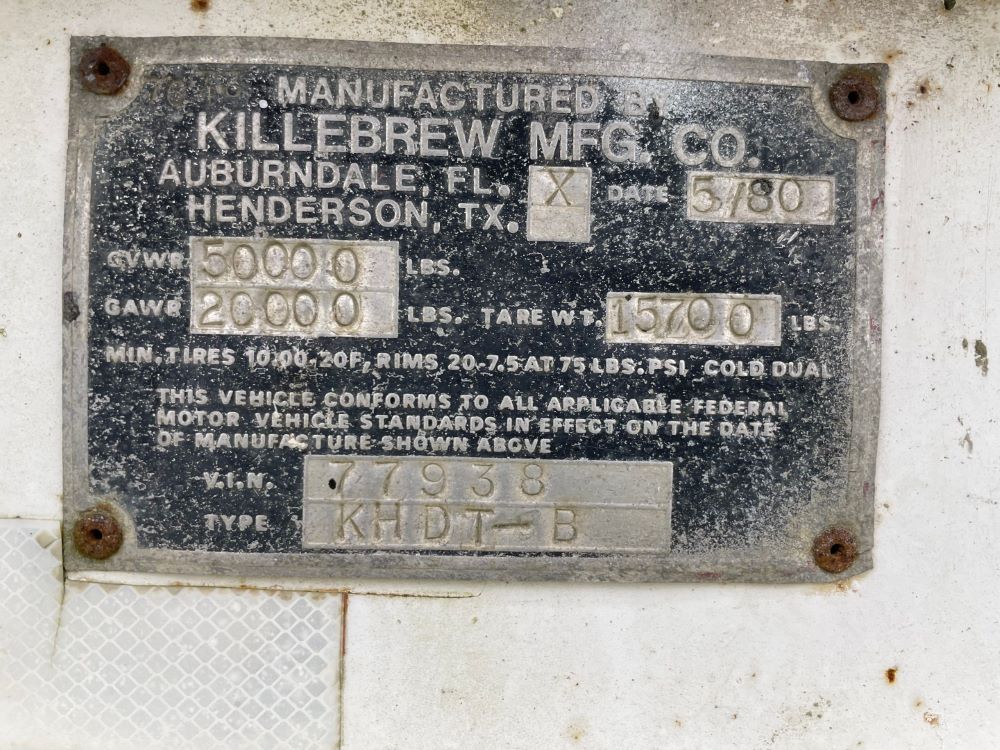 MANUFACTURED BY
KILLEBREW MFG. CO.
AUBURNDALE, FL. X DATE 5/80
HENDERSON, TX.
GVWR 50000 LBS.
GAWR 20000 LBS. TARE WT. 15700 LBS
MIN. TIRES 10:00-20F, RIMS 20-7.5 AT 75 LBS. PSI COLD DUAL
THIS VEHICLE CONFORMS TO ALL APPLICABLE FEDERAL
MOTOR VEHICLE STANDARDS IN EFFECT ON THE DATE
OF MANUFACTURE SHOWN ABOVE
V.I.N. 77938
TYPE KHDT-B